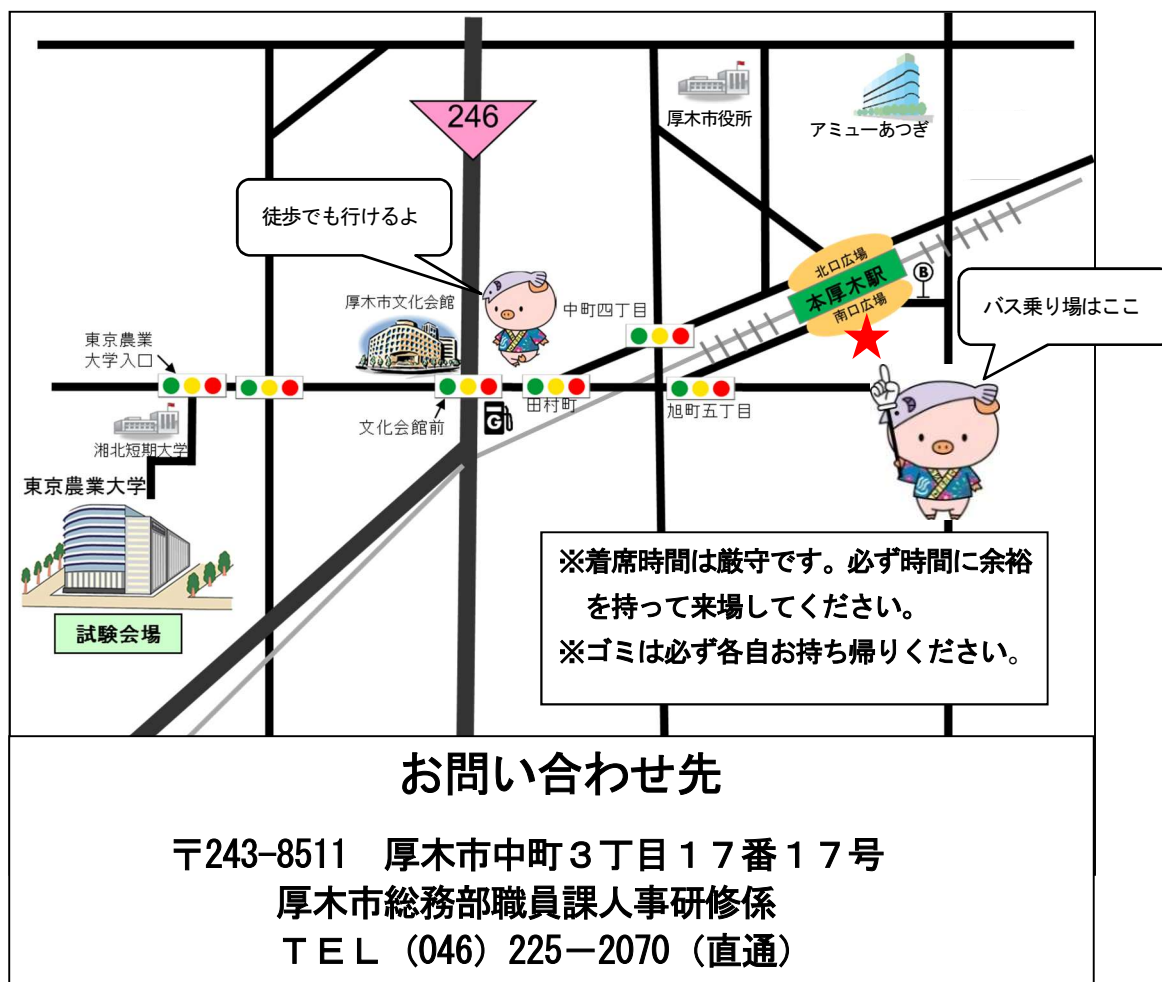 246
厚木市役所
アミューあつぎ
徒歩でも行けるよ
北口広場
本厚木駅
南口広場
B
バス乗り場はここ
厚木市文化会館
中町四丁目
東京農業
大学入口
田村町
旭町五丁目
文化会館前
G
湘北短期大学
東京農業大学
試験会場
※着席時間は厳守です。必ず時間に余裕
を持って来場してください。
※ゴミは必ず各自お持ち帰りください。
お問い合わせ先
〒243-8511　厚木市中町３丁目１７番１７号
厚木市総務部職員課人事研修係
ＴＥＬ（046）225－2070（直通）